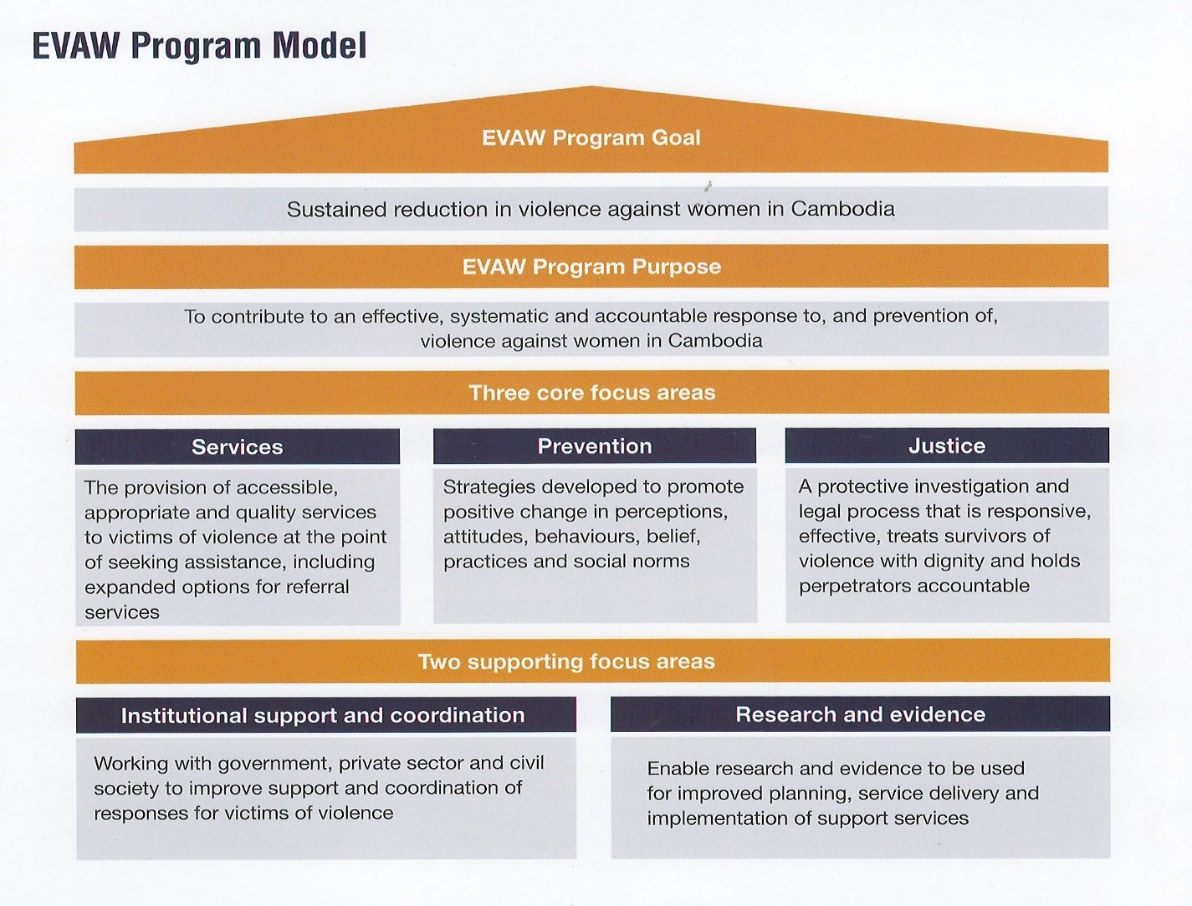 EVAW Program Model
EVAW Program Goal
Sustained reduction in violence against women in Cambodia
EVAW Program Purpose
To contribute to an effective, systematic and accountable response to, and prevention of,
violence against women in Cambodia
Three core focus areas
Services
The provision of accessible,
appropriate and quality services
to victims of violence at the point
of seeking assistance, including
expanded options for referral
services
Prevention
Strategies developed to promote
positive change in perceptions,
attitudes, behaviours, belief,
practices and social norms
Justice
A protective investigation and
legal process that is responsive,
effective, treats survivors of
violence with dignity and holds
perpetrators accountable
Two supporting focus areas
Institutional support and coordination
Working with government, private sector and civil
society to improve support and coordination of
responses for victims of violence
Research and evidence
Enable research and evidence to be used
for improved planning, service delivery and
implementation of support services